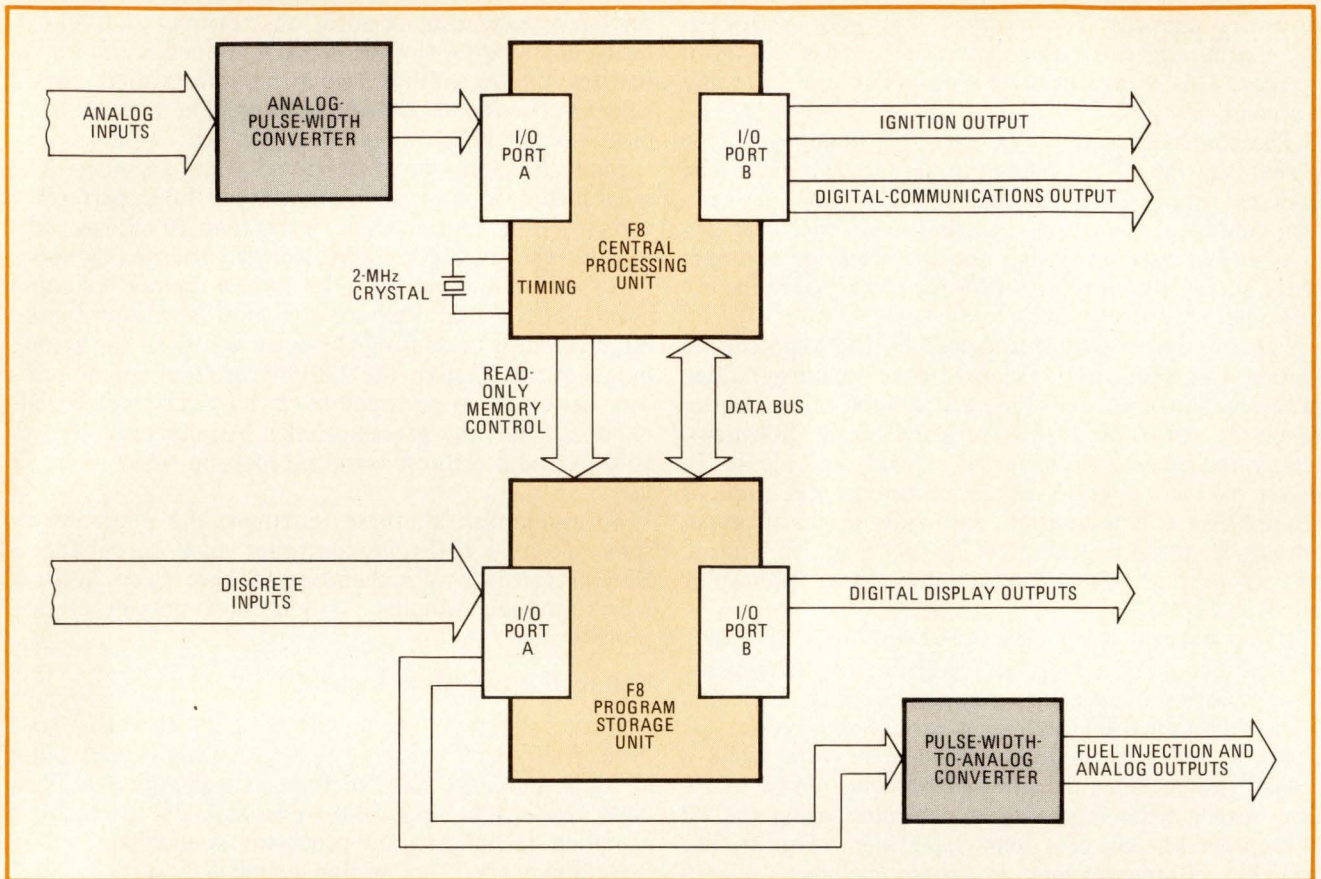 ANALOG
INPUTS
ANALOG-
PULSE-WIDTH
CONVERTER
I/O
PORT
A
I/O
PORT
B
IGNITION OUTPUT
DIGITAL-COMMUNICATIONS OUTPUT
F8
CENTRAL
PROCESSING
UNIT
2-MHz
CRYSTAL
TIMING
READ-
ONLY
MEMORY
CONTROL
DATA BUS
DISCRETE
INPUTS
I/O
PORT
A
I/O
PORT
B
DIGITAL DISPLAY OUTPUTS
F8
PROGRAM
STORAGE
UNIT
PULSE-WIDTH-
TO-ANALOG
CONVERTER
FUEL INJECTION AND
ANALOG OUTPUTS